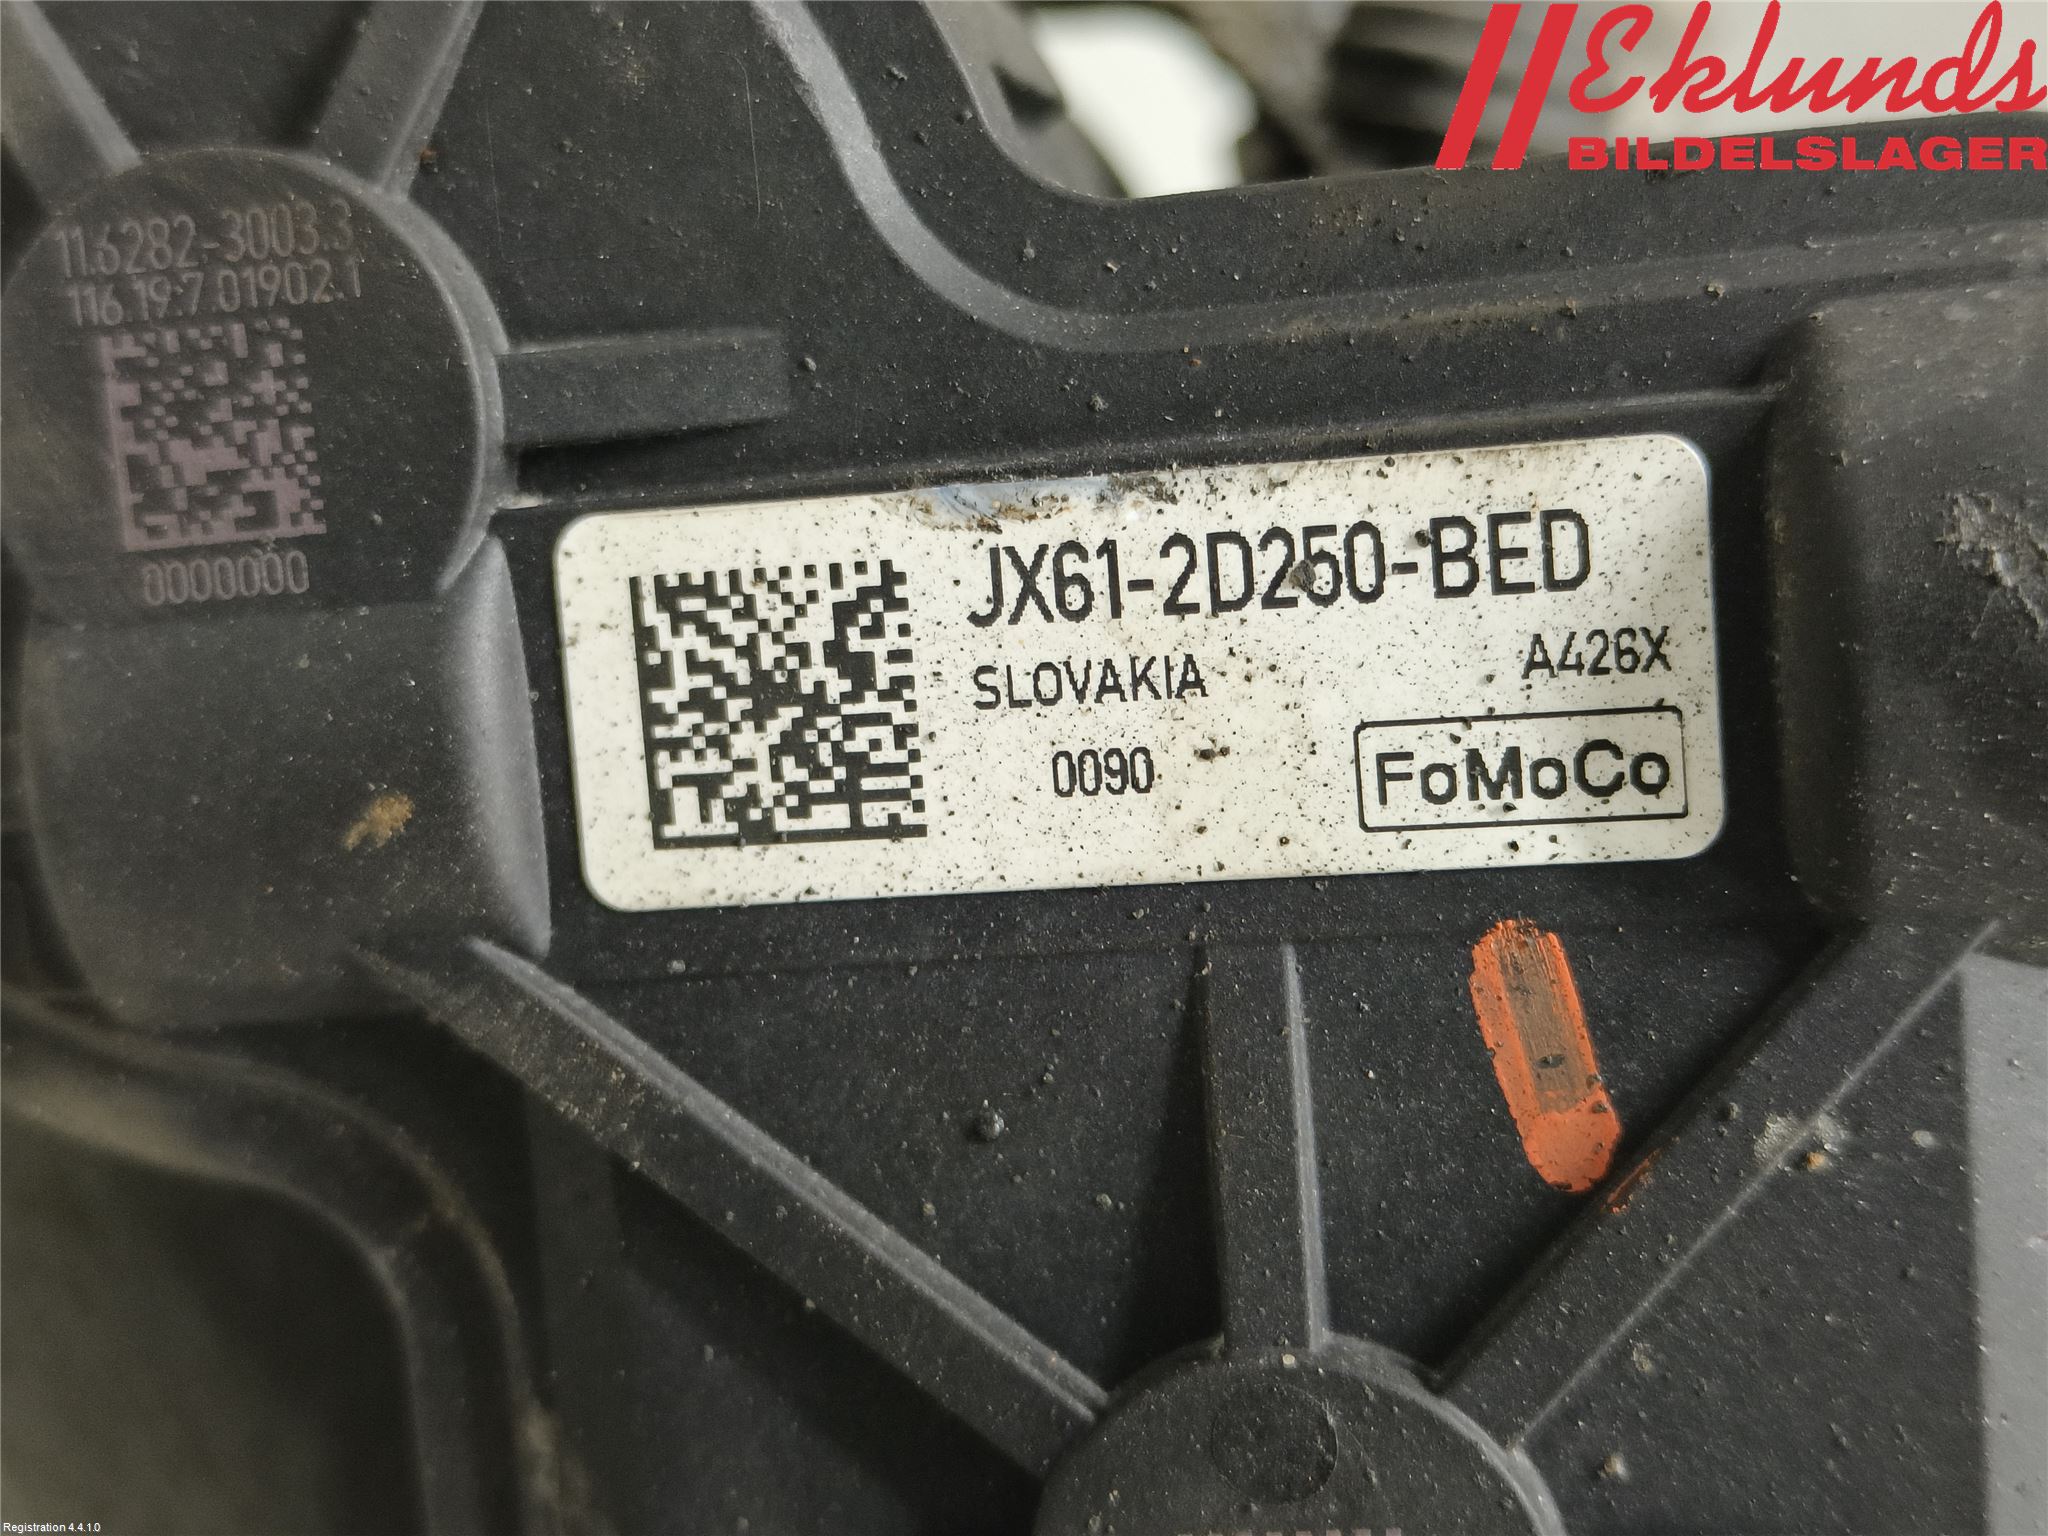 Eklunds
BILDELSLAGER
11.6282-3003.3
116.19.7.01902.1
0000000
JX61-2D250-BED
SLOVAKIA
A426X
0090
FoMoCo
Registration 4.4.1.0